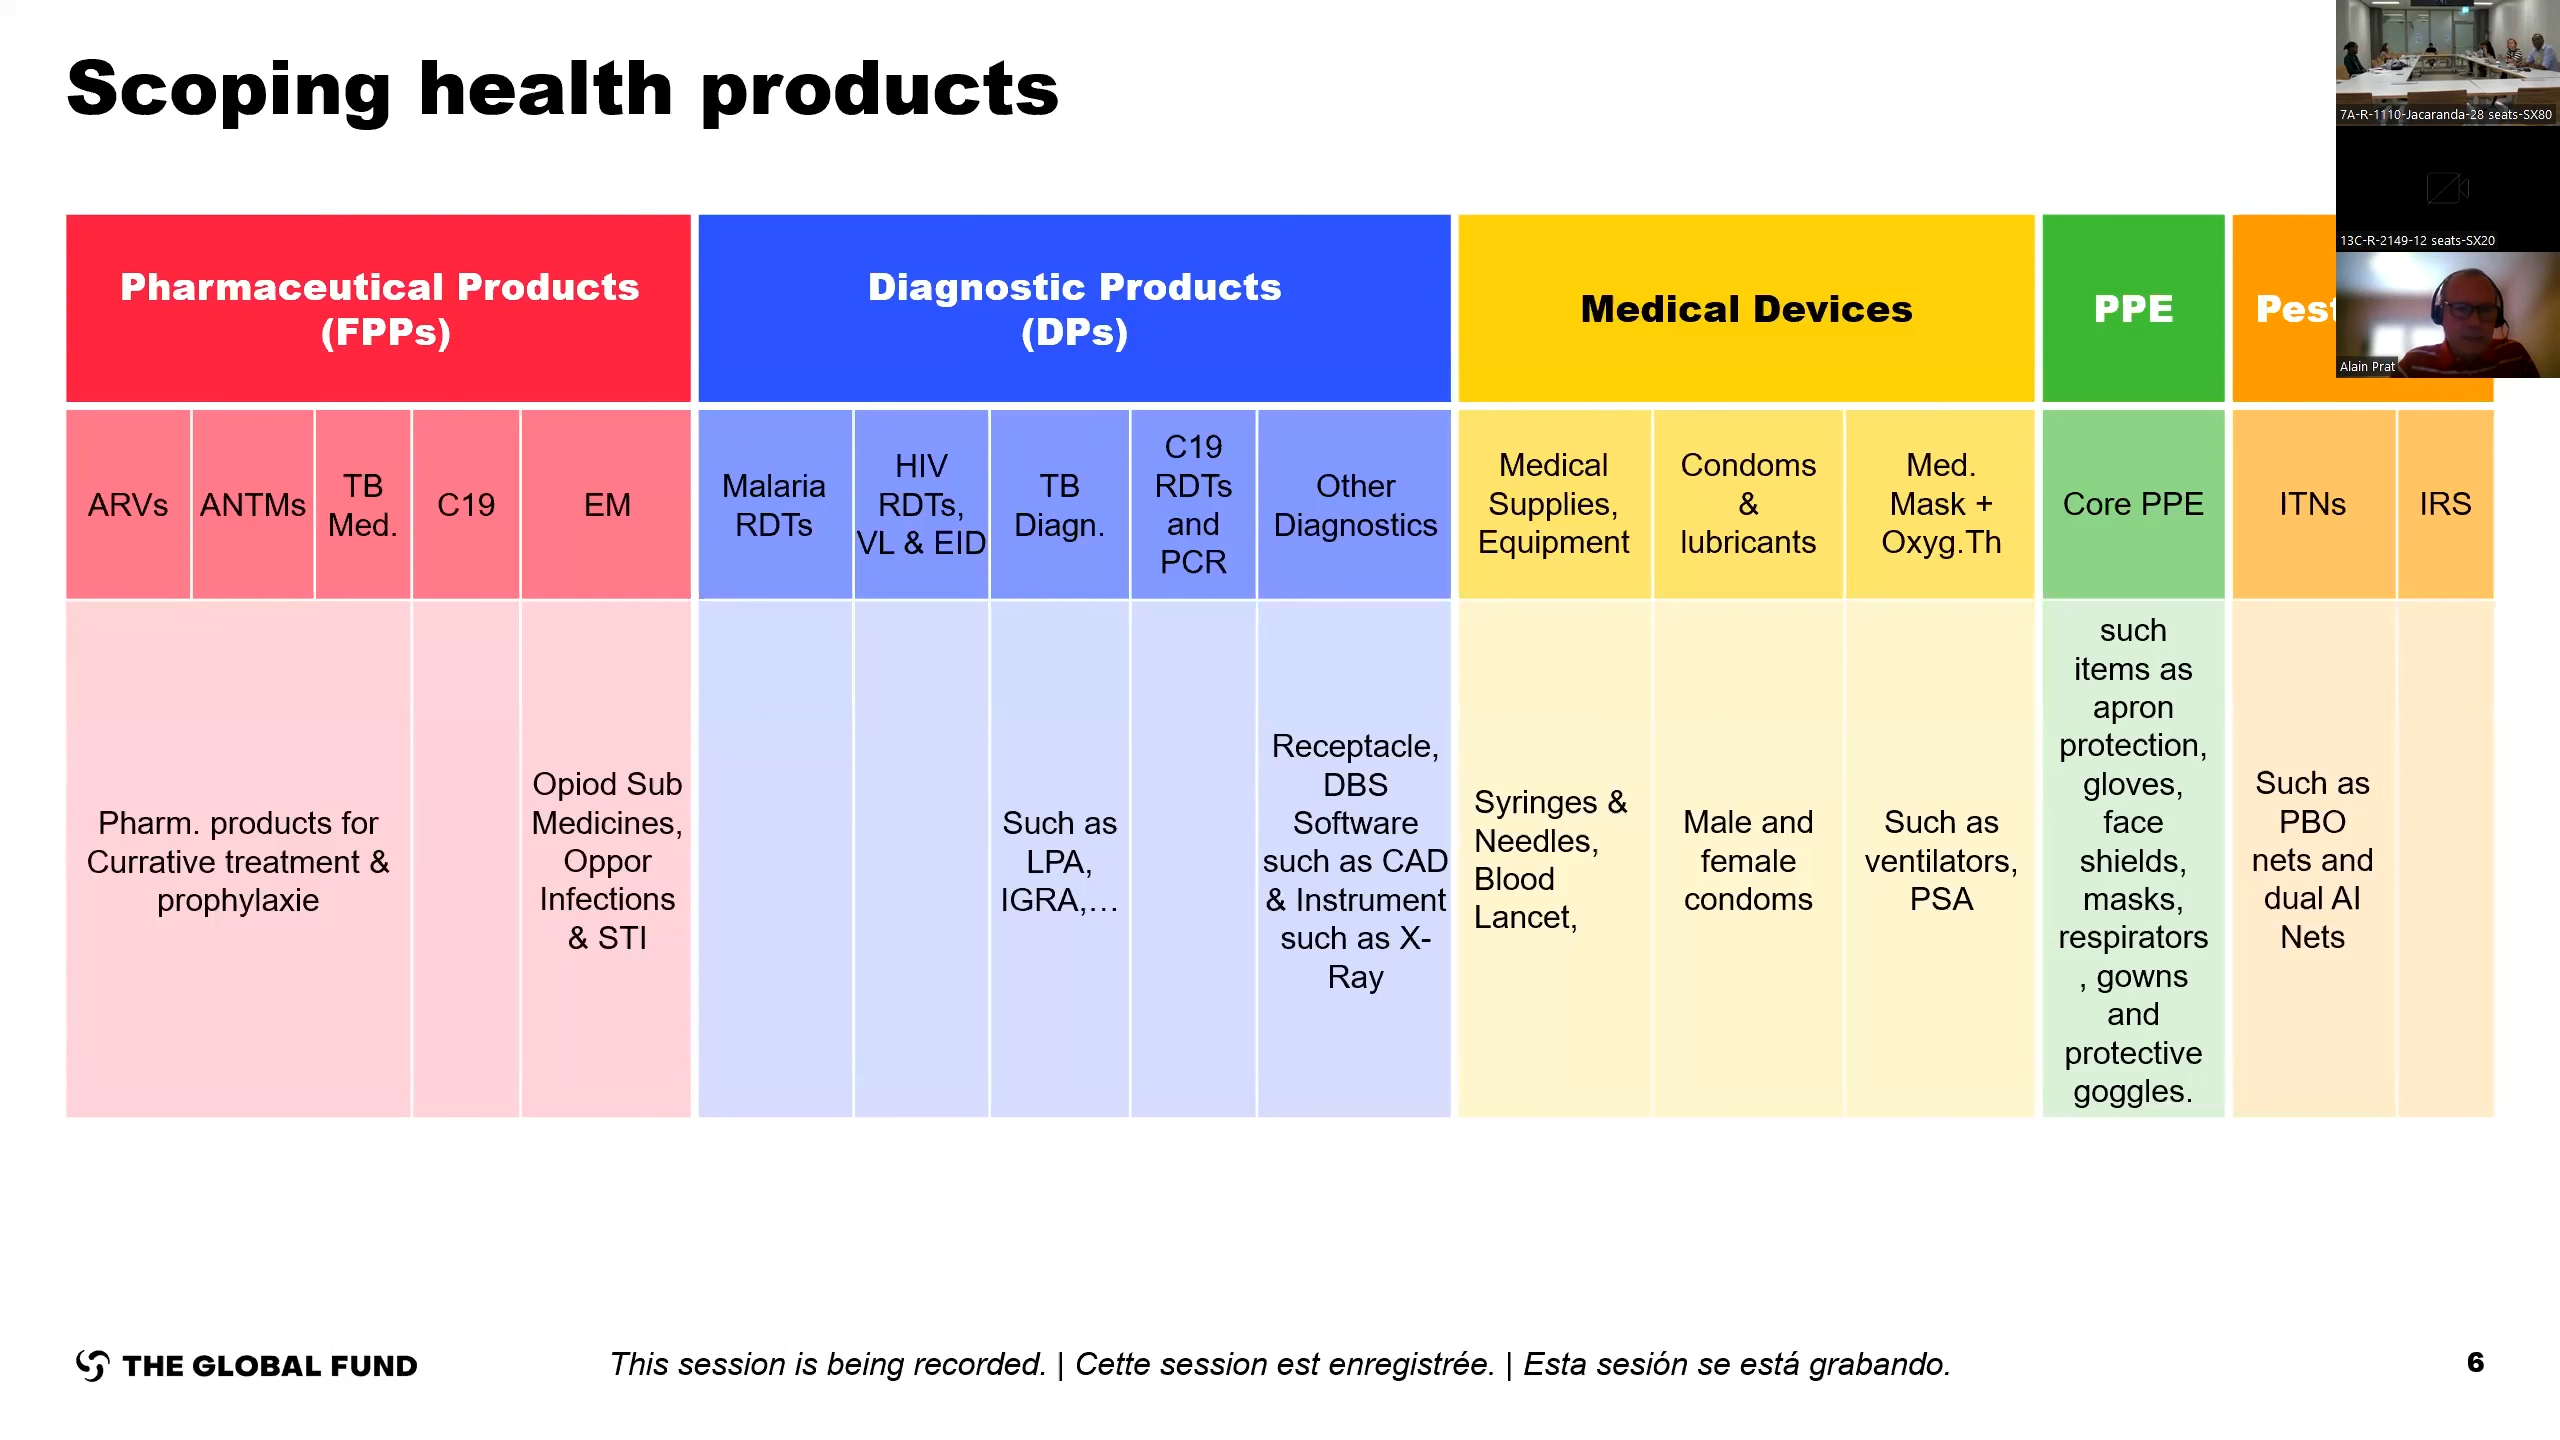 Scoping health products
7A-R-1110-Jacaranda-28 seats-SX80
13C-R-2149-12 seats-SX20
Alain Prat
Pharmaceutical Products
(FPPs)
Diagnostic Products
(DPs)
Medical Devices
PPE
Pest
ARVs
ANTMs
TB
Med.
C19
EM
Malaria
RDTs
HIV
RDTs,
VL & EID
TB
Diagn.
C19
RDTs
and
PCR
Other
Diagnostics
Medical
Supplies,
Equipment
Condoms
&
lubricants
Med.
Mask +
Oxyg.Th
Core PPE
ITNs
IRS
Pharm. products for
Currative treatment &
prophylaxie
Opiod Sub
Medicines,
Oppor
Infections
& STI
Such as
LPA,
IGRA,…
Receptacle,
DBS
Software
such as CAD
& Instrument
such as X-
Ray
Syringes &
Needles,
Blood
Lancet,
Male and
female
condoms
Such as
ventilators,
PSA
such
items as
apron
protection,
gloves,
face
shields,
masks,
respirators
, gowns
and
protective
goggles.
Such as
PBO
nets and
dual AI
Nets
THE GLOBAL FUND
This session is being recorded. | Cette session est enregistrée. | Esta sesión se está grabando.
6